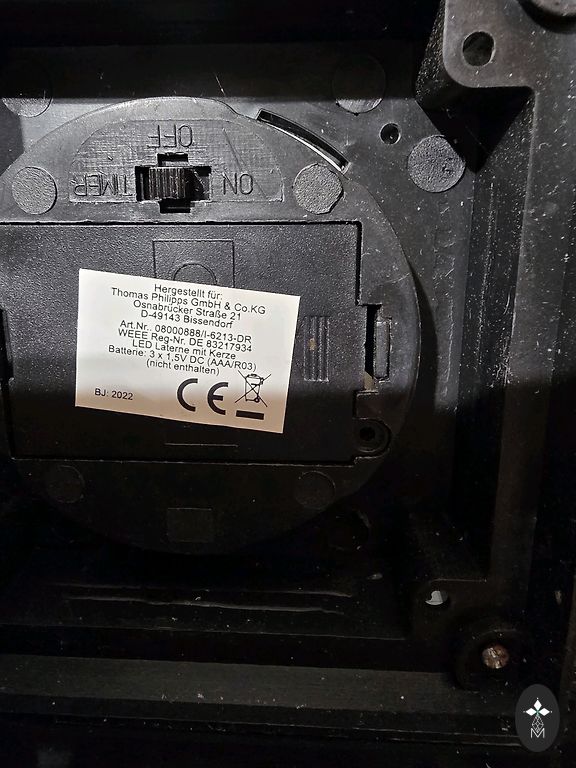 OFF
TIMER ON
Hergestellt für:
Thomas Philipps GmbH & Co.KG
Osnabrücker Straße 21
D-49143 Bissendorf
Art.Nr.: 08000888/I-6213-DR
WEEE Reg-Nr. DE 83217934
LED Laterne mit Kerze
Batterie: 3 x 1,5V DC (AAA/R03)
(nicht enthalten)
BJ: 2022
CE
M